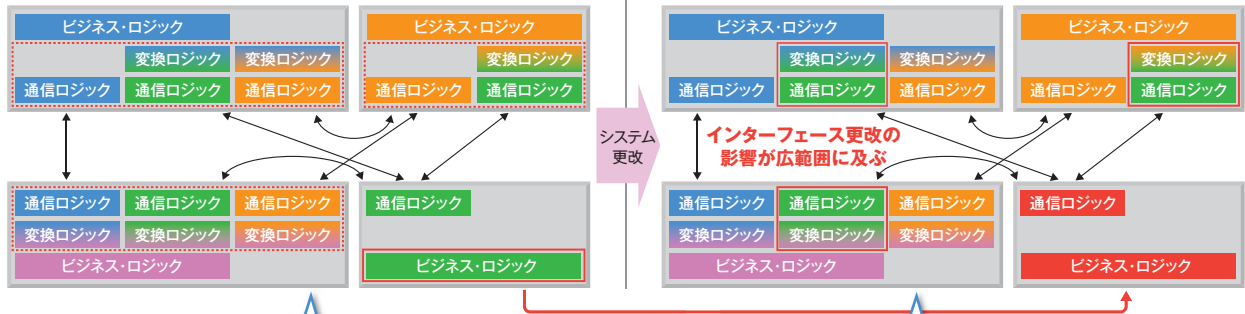 ビジネス・ロジック
変換ロジック 変換ロジック
通信ロジック 通信ロジック 通信ロジック
ビジネス・ロジック
変換ロジック
通信ロジック 通信ロジック
通信ロジック 通信ロジック 通信ロジック
変換ロジック 変換ロジック 変換ロジック
ビジネス・ロジック
通信ロジック
ビジネス・ロジック
システム
更改
ビジネス・ロジック
変換ロジック 変換ロジック
通信ロジック 通信ロジック 通信ロジック
ビジネス・ロジック
変換ロジック
通信ロジック 通信ロジック
インターフェース更改の
影響が広範囲に及ぶ
通信ロジック 通信ロジック 通信ロジック
変換ロジック 変換ロジック 変換ロジック
ビジネス・ロジック
通信ロジック
ビジネス・ロジック